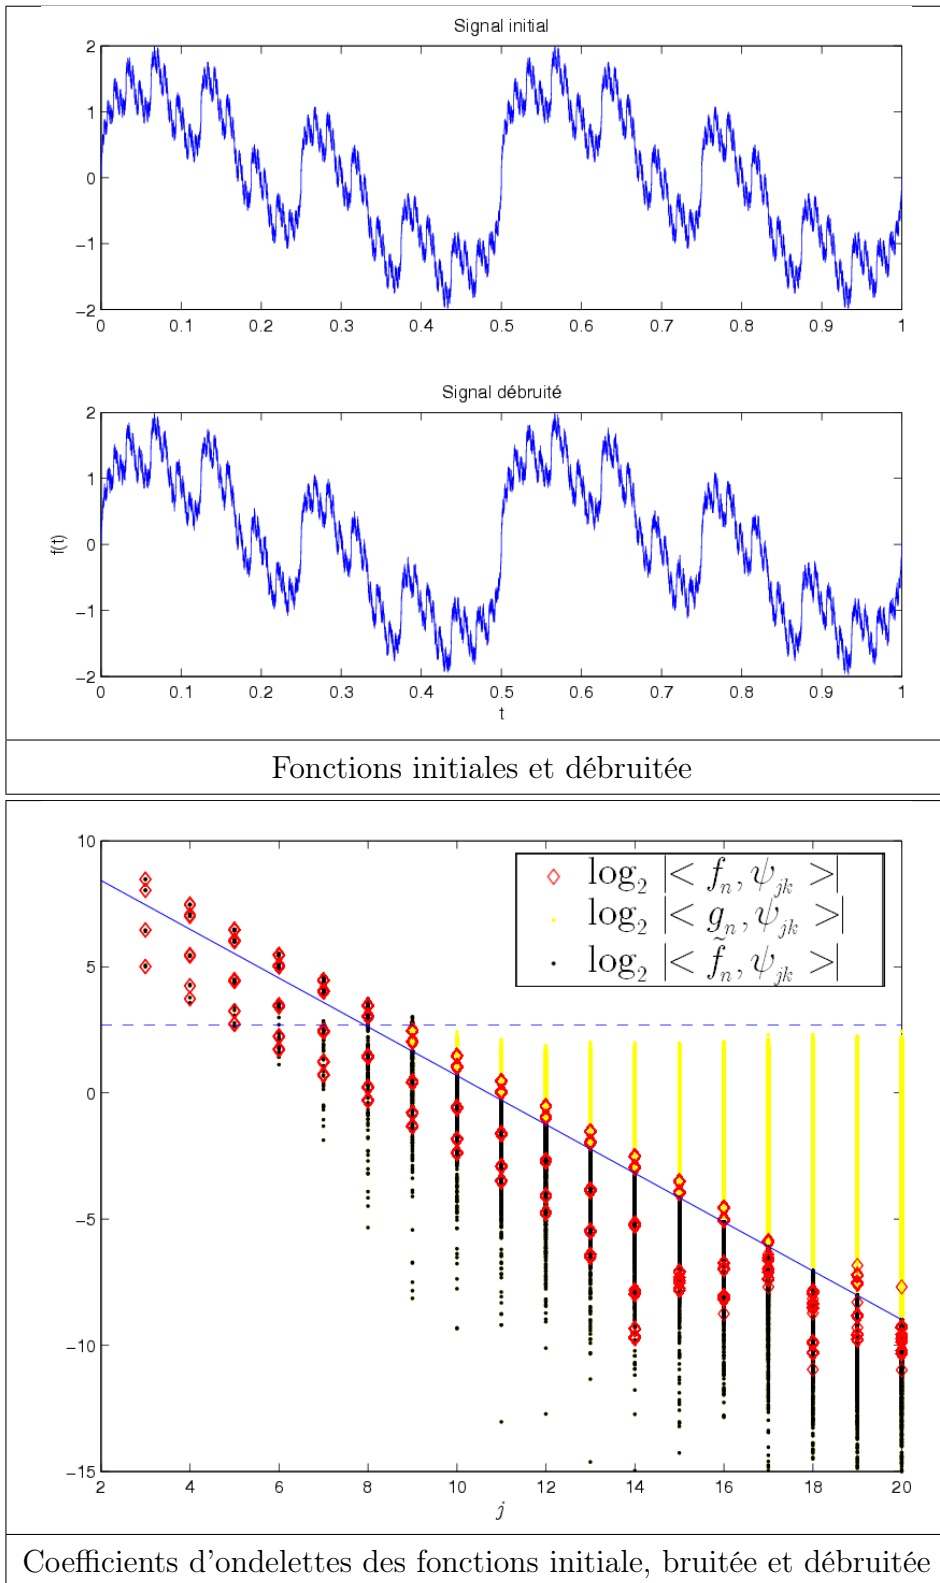 Signal initial
2
1
0
−1
−2
0 0.1 0.2 0.3 0.4 0.5 0.6 0.7 0.8 0.9 1
Signal débruité
2
1
0
−1
−2
f(t)
0 0.1 0.2 0.3 0.4 0.5 0.6 0.7 0.8 0.9 1
t
Fonctions initiales et débruitée
10
5
0
−5
−10
−15
log₂ |< fₙ, ψⱼₖ >|
log₂ |< gₙ, ψⱼₖ >|
log₂ |< f̃ₙ, ψⱼₖ >|
2 4 6 8 10 12 14 16 18 20
j
Coefficients d'ondelettes des fonctions initiale, bruitée et débruitée